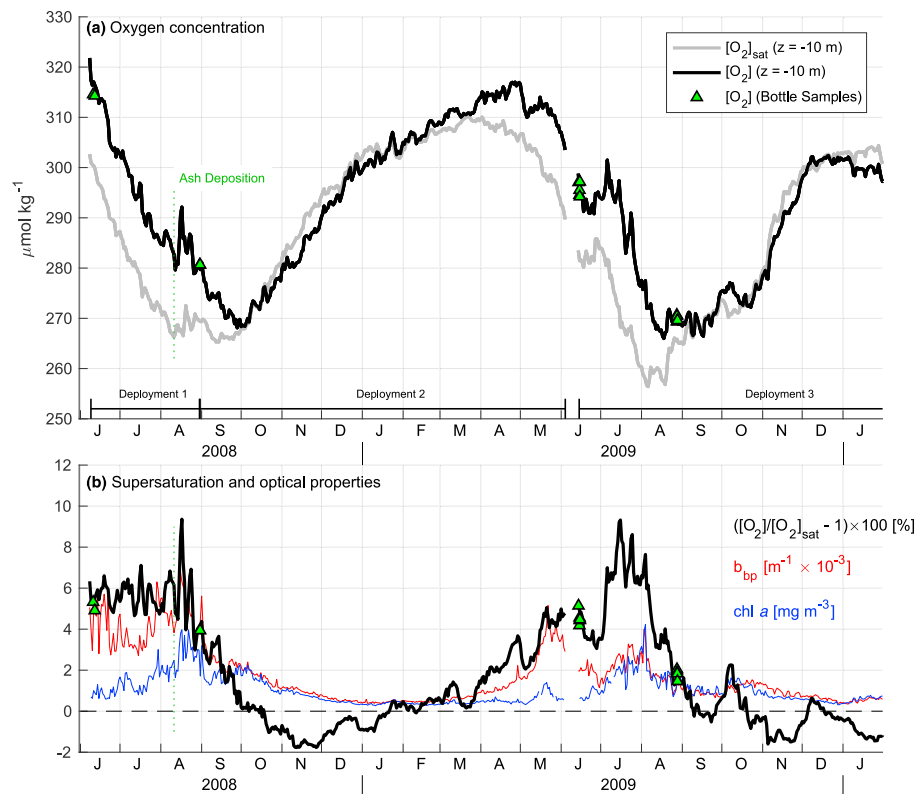 (a) Oxygen concentration
[O2]sat (z = -10 m)
[O2] (z = -10 m)
[O2] (Bottle Samples)
Ash Deposition
μmol kg-1
330
320
310
300
290
280
270
260
250
Deployment 1 Deployment 2 Deployment 3
J J A S O N D J F M A M J J A S O N D J
2008 2009
(b) Supersaturation and optical properties
([O2]/[O2]sat - 1)×100 [%]
bbp [m-1 × 10-3]
chl a [mg m-3]
12
10
8
6
4
2
0
-2
J J A S O N D J F M A M J J A S O N D J
2008 2009